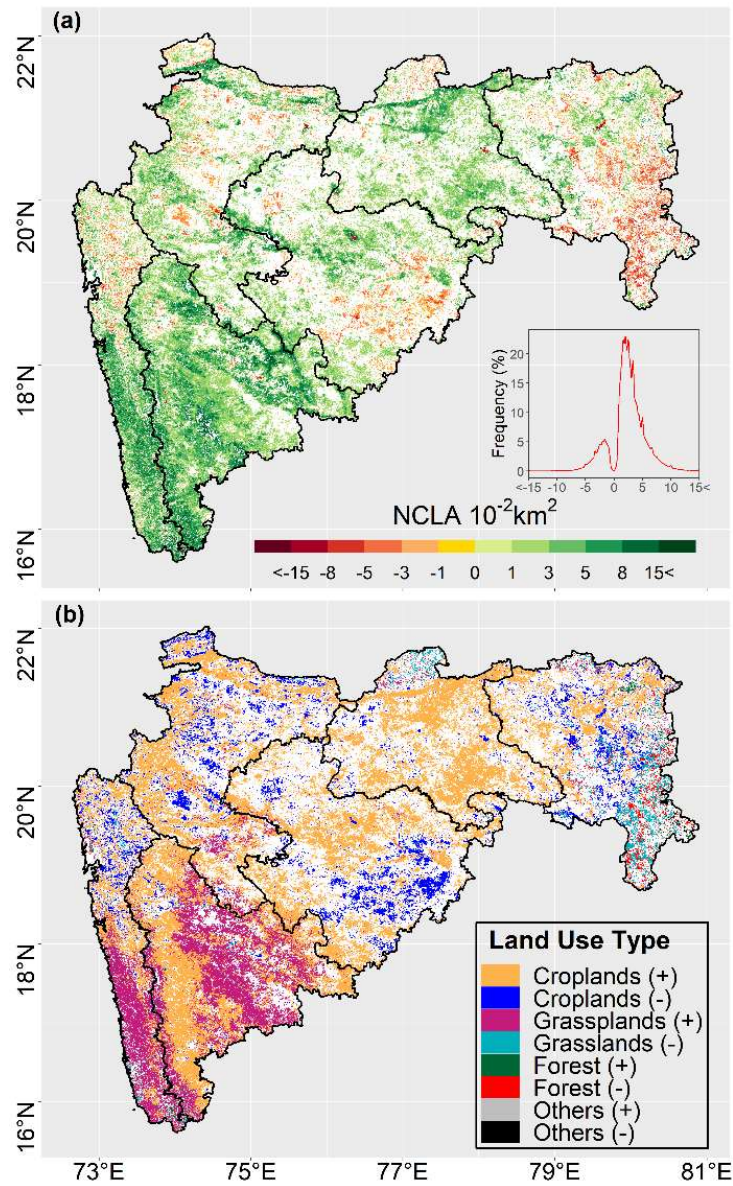 (a)
22°N
20°N
18°N
16°N
Frequency (%)
20
15
10
5
0
<-15 -10 -5 0 5 10 15<
NCLA 10⁻²km²
<-15 -8 -5 -3 -1 0 1 3 5 8 15<
(b)
22°N
20°N
18°N
16°N
Land Use Type
Croplands (+)
Croplands (-)
Grassplands (+)
Grasslands (-)
Forest (+)
Forest (-)
Others (+)
Others (-)
73°E 75°E 77°E 79°E 81°E